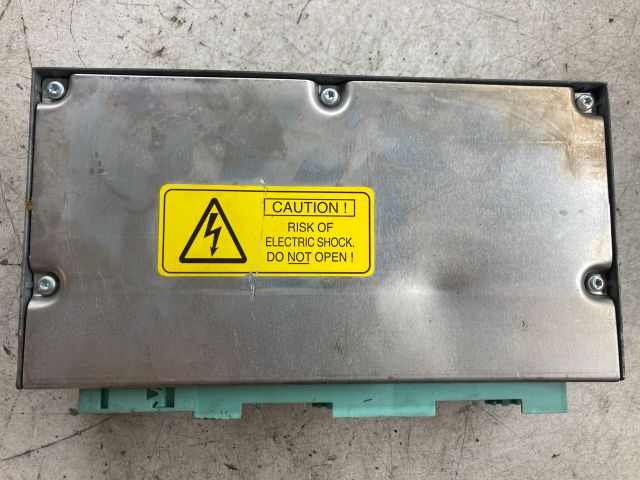 CAUTION !
RISK OF
ELECTRIC SHOCK.
DO NOT OPEN !